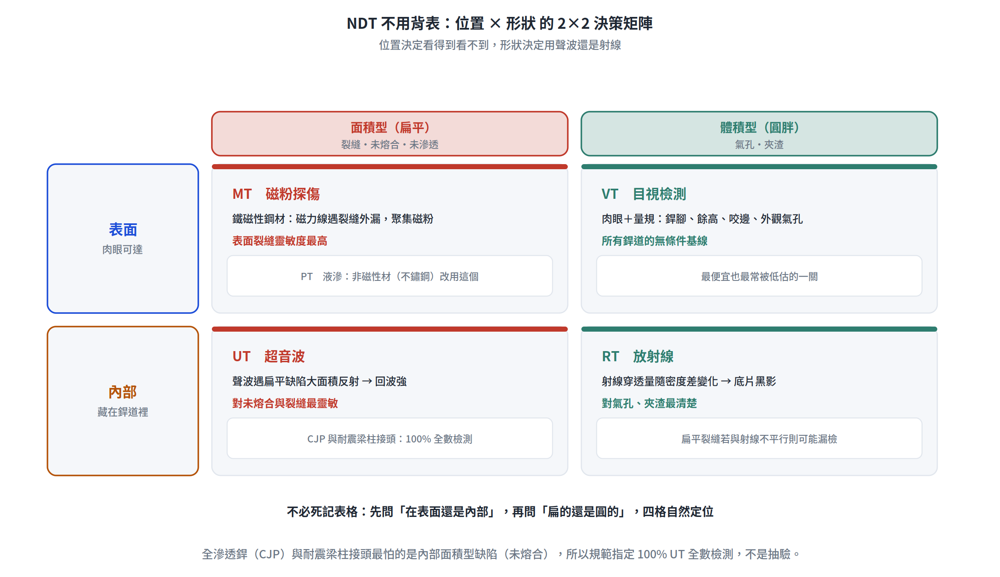 NDT 不用背表：位置 × 形狀 的 2×2 決策矩陣
位置決定看得到看不到，形狀決定用聲波還是射線
面積型（扁平）
裂縫・未熔合・未滲透
體積型（圓胖）
氣孔・夾渣
表面
肉眼可達
MT　磁粉探傷
鐵磁性鋼材：磁力線遇裂縫外漏，聚集磁粉
表面裂縫靈敏度最高
PT　液滲：非磁性材（不鏽鋼）改用這個
VT　目視檢測
肉眼＋量規：銲腳、餘高、咬邊、外觀氣孔
所有銲道的無條件基線
最便宜也最常被低估的一關
內部
藏在銲道裡
UT　超音波
聲波遇扁平缺陷大面積反射 → 回波強
對未熔合與裂縫最靈敏
CJP 與耐震梁柱接頭：100% 全數檢測
RT　放射線
射線穿透量隨密度差變化 → 底片黑影
對氣孔、夾渣最清楚
扁平裂縫若與射線不平行則可能漏檢
不必死記表格：先問「在表面還是內部」，再問「扁的還是圓的」，四格自然定位
全滲透銲（CJP）與耐震梁柱接頭最怕的是內部面積型缺陷（未熔合），所以規範指定 100% UT 全數檢測，不是抽驗。